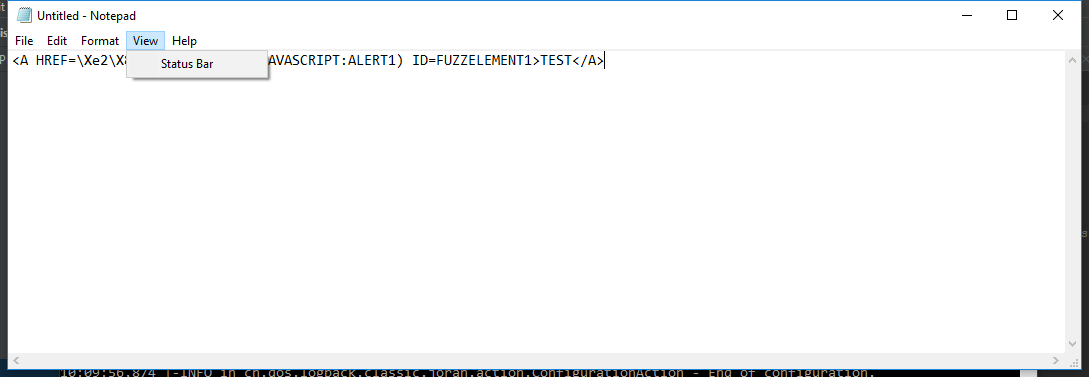 Untitled - Notepad
File Edit Format View Help
Status Bar
<A HREF=\Xe2\X8 AVASCRIPT:ALERT1) ID=FUZZELEMENT1>TEST</A>
10:09:56.874 |-INFO in ch.qos.logback.classic.joran.action.ConfigurationAction - End of configuration.